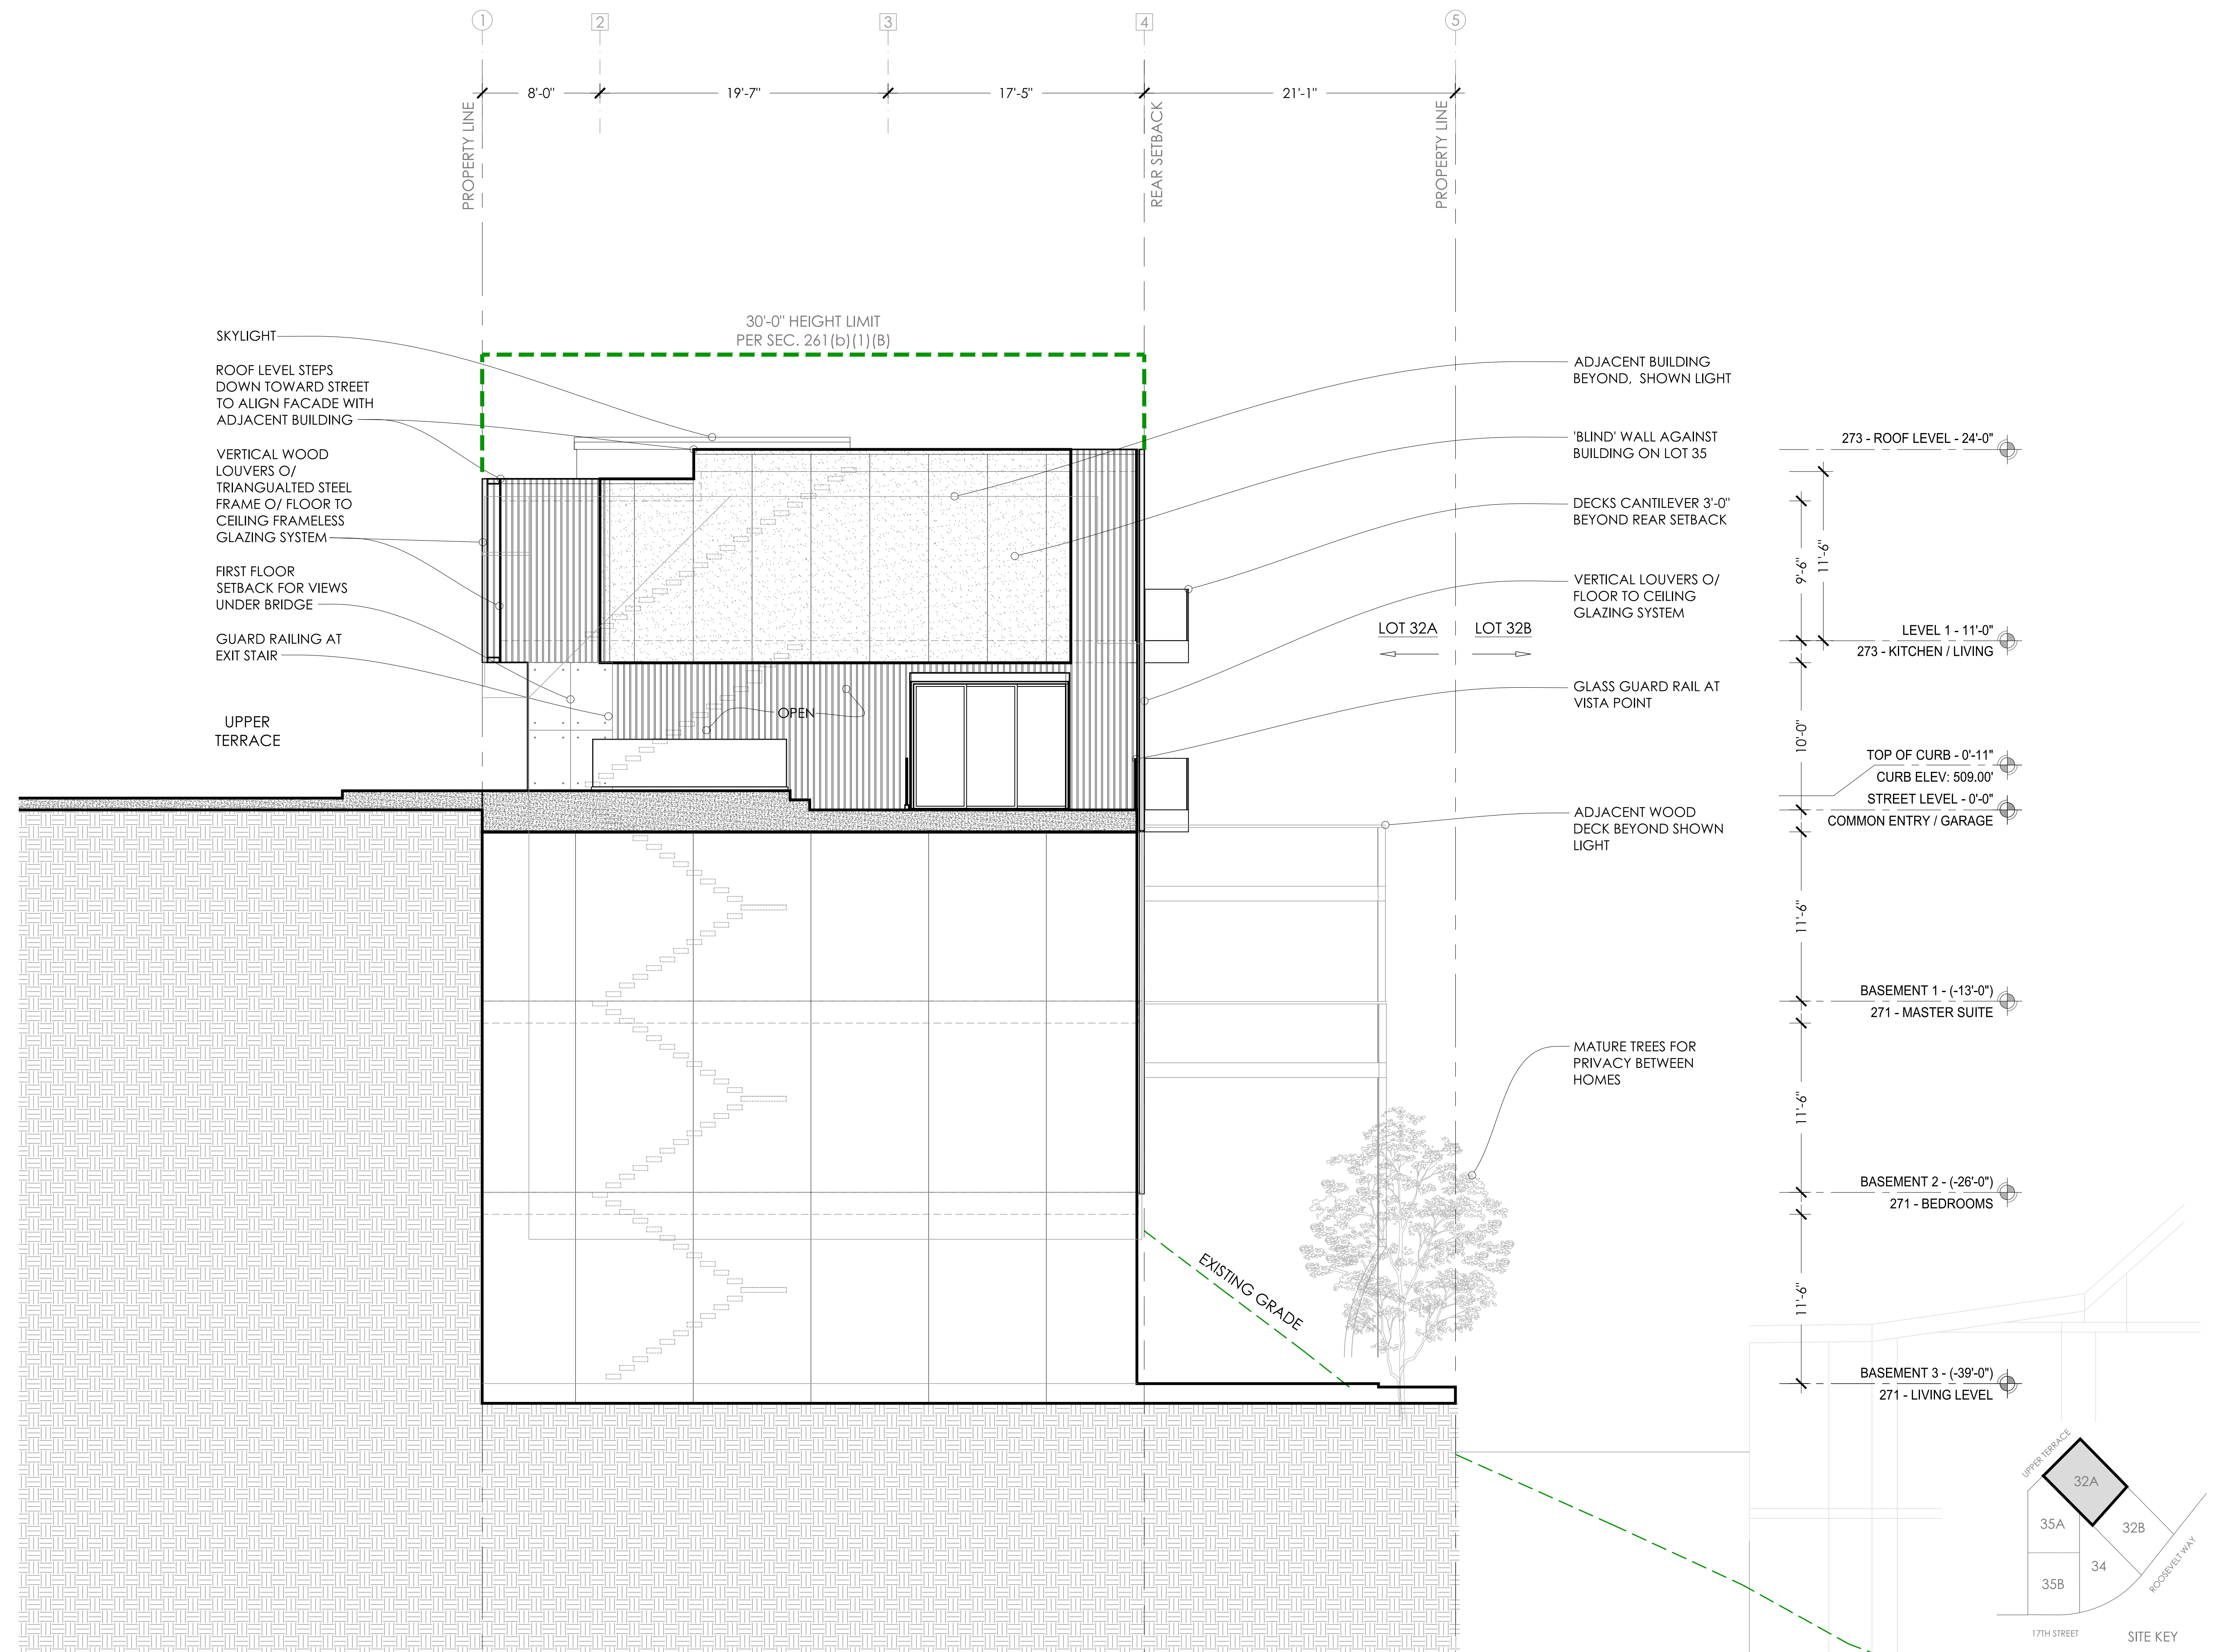 1
2
3
4
5
8'-0"
19'-7"
17'-5"
21'-1"
PROPERTY LINE
REAR SETBACK
PROPERTY LINE
30'-0" HEIGHT LIMIT
PER SEC. 261(b)(1)(B)
SKYLIGHT
ROOF LEVEL STEPS
DOWN TOWARD STREET
TO ALIGN FACADE WITH
ADJACENT BUILDING
VERTICAL WOOD
LOUVERS O/
TRIANGUALTED STEEL
FRAME O/ FLOOR TO
CEILING FRAMELESS
GLAZING SYSTEM
FIRST FLOOR
SETBACK FOR VIEWS
UNDER BRIDGE
GUARD RAILING AT
EXIT STAIR
UPPER
TERRACE
OPEN
ADJACENT BUILDING
BEYOND, SHOWN LIGHT
'BLIND' WALL AGAINST
BUILDING ON LOT 35
DECKS CANTILEVER 3'-0"
BEYOND REAR SETBACK
VERTICAL LOUVERS O/
FLOOR TO CEILING
GLAZING SYSTEM
LOT 32A
LOT 32B
GLASS GUARD RAIL AT
VISTA POINT
ADJACENT WOOD
DECK BEYOND SHOWN
LIGHT
MATURE TREES FOR
PRIVACY BETWEEN
HOMES
EXISTING GRADE
9'-6"
11'-6"
10'-0"
11'-6"
11'-6"
11'-6"
273 - ROOF LEVEL - 24'-0"
LEVEL 1 - 11'-0"
273 - KITCHEN / LIVING
TOP OF CURB - 0'-11"
CURB ELEV: 509.00'
STREET LEVEL - 0'-0"
COMMON ENTRY / GARAGE
BASEMENT 1 - (-13'-0")
271 - MASTER SUITE
BASEMENT 2 - (-26'-0")
271 - BEDROOMS
BASEMENT 3 - (-39'-0")
271 - LIVING LEVEL
UPPER TERRACE
32A
35A
32B
34
35B
ROOSEVELT WAY
17TH STREET
SITE KEY